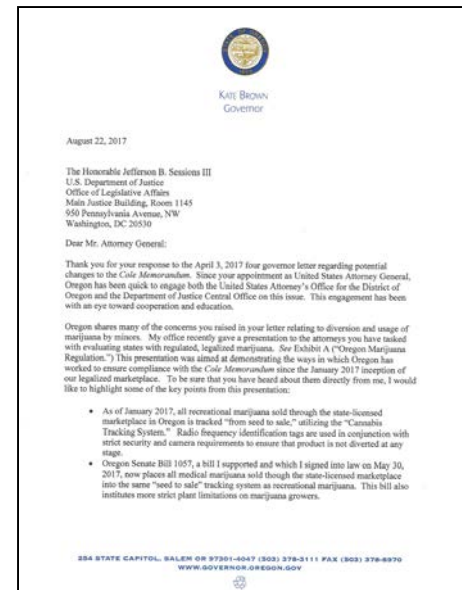 KATE BROWN
Governor
August 22, 2017
The Honorable Jefferson B. Sessions III
U.S. Department of Justice
Office of Legislative Affairs
Main Justice Building, Room 1145
950 Pennsylvania Avenue, NW
Washington, DC 20530
Dear Mr. Attorney General:
Thank you for your response to the April 3, 2017 four governor letter regarding potential
changes to the Cole Memorandum. Since your appointment as United States Attorney General,
Oregon has been quick to engage both the United States Attorney's Office for the District of
Oregon and the Department of Justice Central Office on this issue. This engagement has been
with an eye toward cooperation and education.
Oregon shares many of the concerns you raised in your letter relating to diversion and usage of
marijuana by minors. My office recently gave a presentation to the attorneys you have tasked
with evaluating states with regulated, legalized marijuana. See Exhibit A ("Oregon Marijuana
Regulation.") This presentation was aimed at demonstrating the ways in which Oregon has
worked to ensure compliance with the Cole Memorandum since the January 2017 inception of
our legalized marketplace. To be sure that you have heard about them directly from me, I would
like to highlight some of the key points from this presentation:
• As of January 2017, all recreational marijuana sold through the state-licensed
marketplace in Oregon is tracked "from seed to sale," utilizing the "Cannabis
Tracking System." Radio frequency identification tags are used in conjunction with
strict security and camera requirements to ensure that product is not diverted at any
stage.
• Oregon Senate Bill 1057, a bill I supported and which I signed into law on May 30,
2017, now places all medical marijuana sold though the state-licensed marketplace
into the same "seed to sale" tracking system as recreational marijuana. This bill also
institutes more strict plant limitations on marijuana growers.
254 STATE CAPITOL, SALEM OR 97301-4047 (503) 378-3111 FAX (503) 378-8970
WWW.GOVERNOR.OREGON.GOV